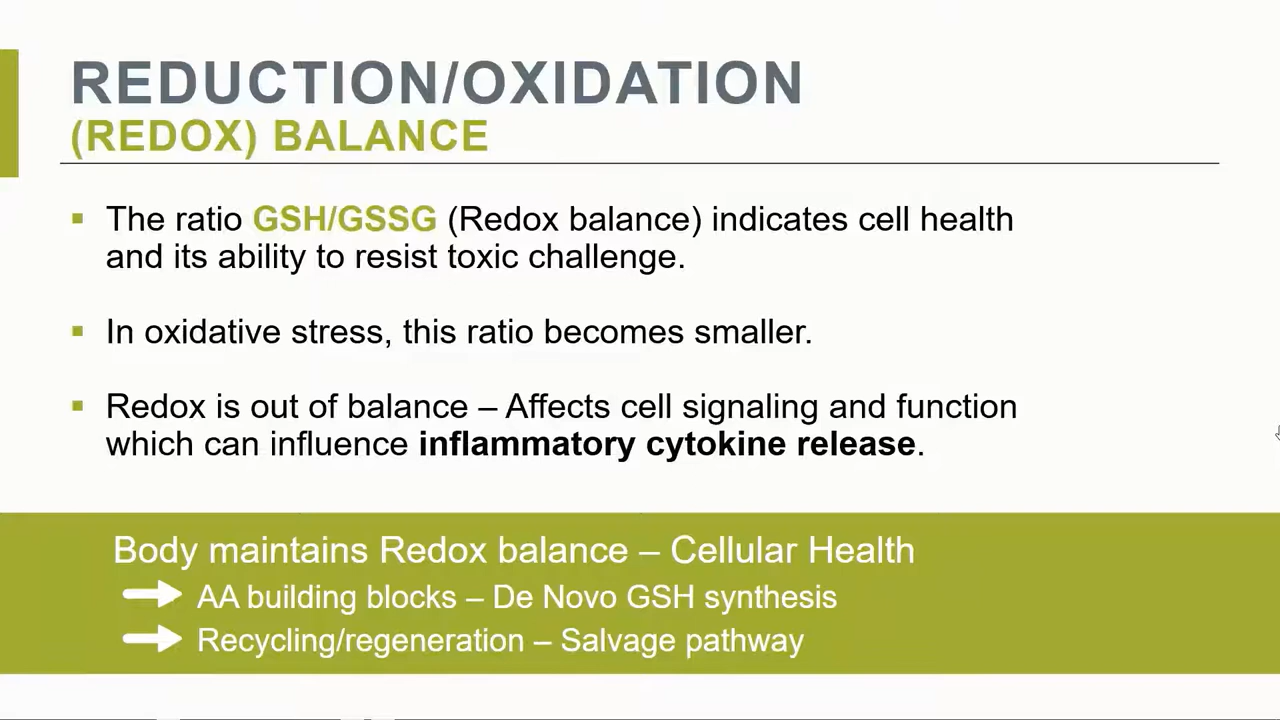 REDUCTION/OXIDATION
(REDOX) BALANCE
▪ The ratio GSH/GSSG (Redox balance) indicates cell health
and its ability to resist toxic challenge.
▪ In oxidative stress, this ratio becomes smaller.
▪ Redox is out of balance – Affects cell signaling and function
which can influence inflammatory cytokine release.
Body maintains Redox balance – Cellular Health
AA building blocks – De Novo GSH synthesis
Recycling/regeneration – Salvage pathway